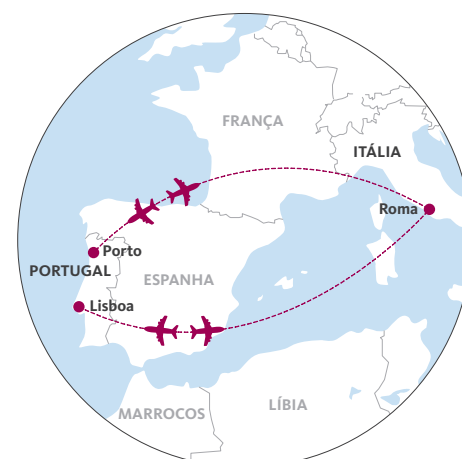 FRANÇA
ITÁLIA
Roma
Porto
PORTUGAL
ESPANHA
Lisboa
MARROCOS
LÍBIA